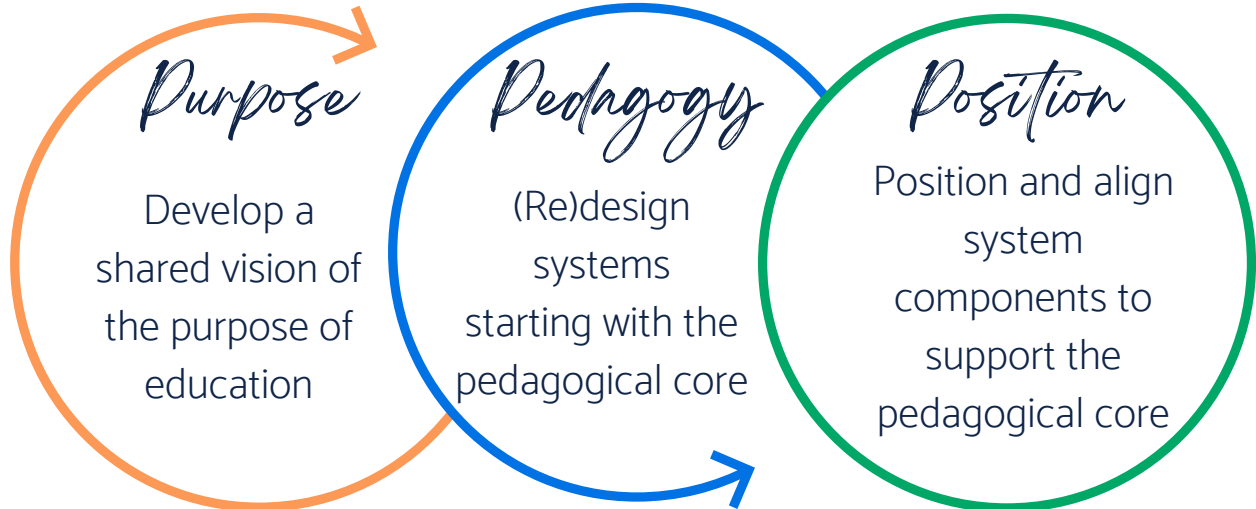 Purpose
Develop a
shared vision of
the purpose of
education
Pedagogy
(Re)design
systems
starting with the
pedagogical core
Position
Position and align
system
components to
support the
pedagogical core